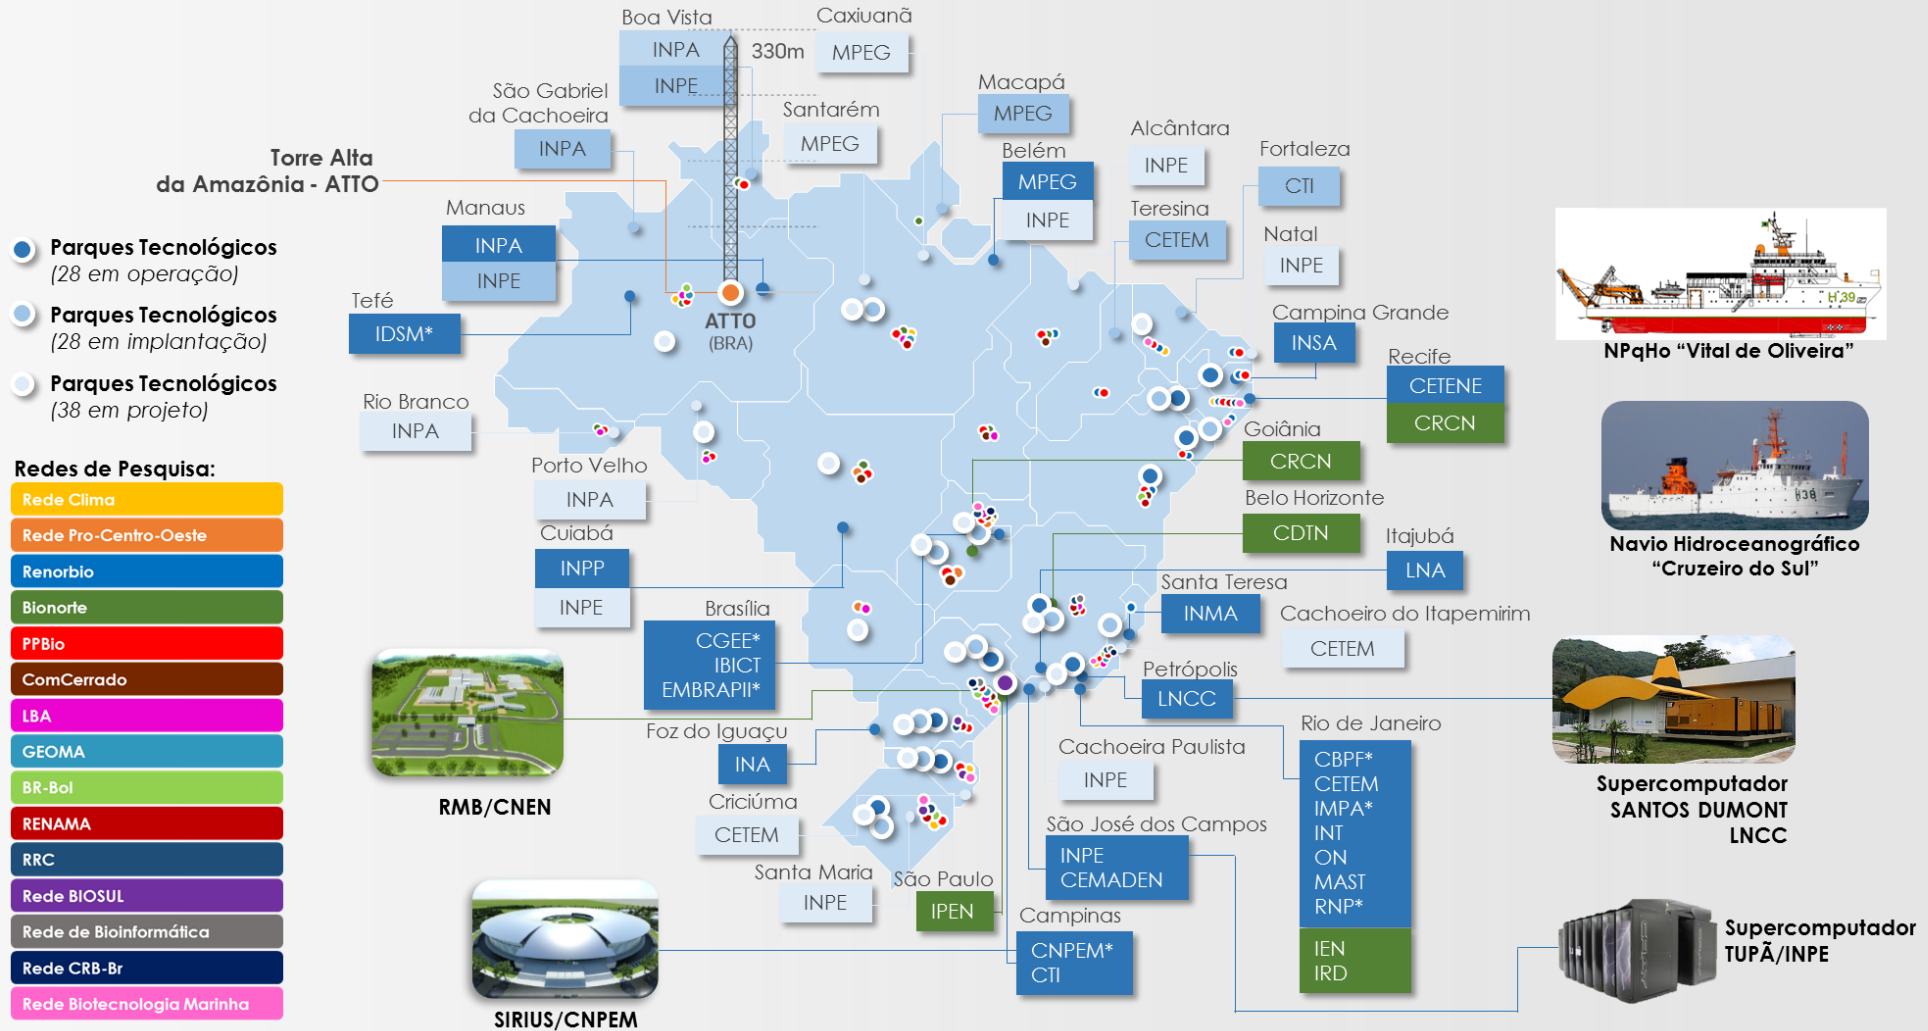 Boa Vista
INPA
INPE
330m
Caxiuanã
MPEG
São Gabriel
da Cachoeira
INPA
Santarém
MPEG
Macapá
MPEG
Belém
MPEG
INPE
Alcântara
INPE
Teresina
CETEM
Fortaleza
CTI
Natal
INPE
Torre Alta
da Amazônia - ATTO
Manaus
INPA
INPE
Tefé
IDSM*
ATTO
(BRA)
Parques Tecnológicos
(28 em operação)
Parques Tecnológicos
(28 em implantação)
Parques Tecnológicos
(38 em projeto)
Campina Grande
INSA
Recife
CETENE
CRCN
Goiânia
CRCN
Belo Horizonte
CDTN
Itajubá
LNA
Santa Teresa
INMA
Cachoeiro do Itapemirim
CETEM
Petrópolis
LNCC
Rio Branco
INPA
Porto Velho
INPA
Cuiabá
INPP
INPE
Brasília
CGEE*
IBICT
EMBRAPII*
Foz do Iguaçu
INA
Criciúma
CETEM
Santa Maria
INPE
São Paulo
IPEN
Cachoeira Paulista
INPE
São José dos Campos
INPE
CEMADEN
Campinas
CNPEM*
CTI
Rio de Janeiro
CBPF*
CETEM
IMPA*
INT
ON
MAST
RNP*
IEN
IRD
Redes de Pesquisa:
Rede Clima
Rede Pro-Centro-Oeste
Renorbio
Bionorte
PPBio
ComCerrado
LBA
GEOMA
BR-Bol
RENAMA
RRC
Rede BIOSUL
Rede de Bioinformática
Rede CRB-Br
Rede Biotecnologia Marinha
RMB/CNEN
SIRIUS/CNPEM
H 39
NPqHo “Vital de Oliveira”
H38
Navio Hidroceanográfico
“Cruzeiro do Sul”
Supercomputador
SANTOS DUMONT
LNCC
Supercomputador
TUPÃ/INPE